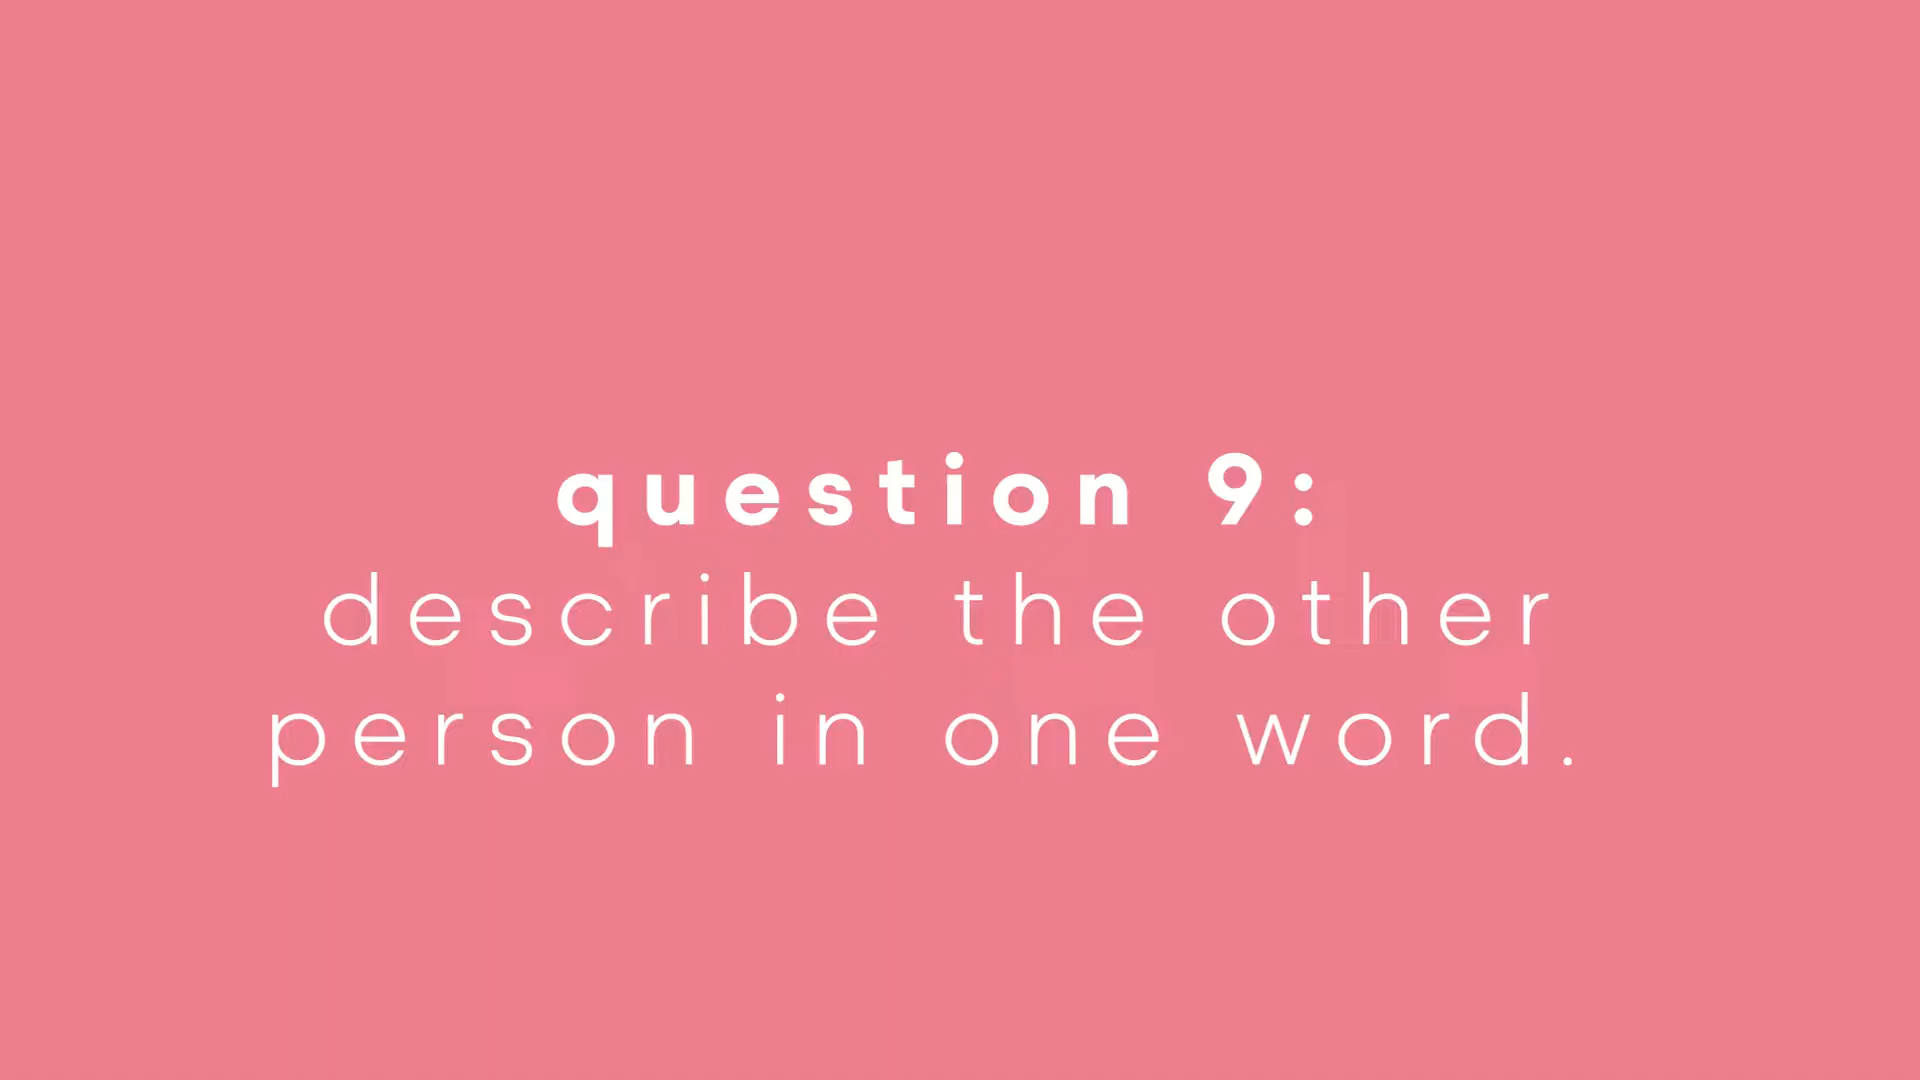 question 9:
describe the other
person in one word.